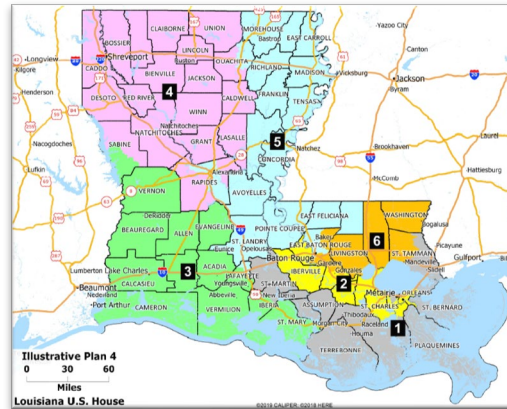 MOREHOUSE
CLAIBORNE UNION
EAST CARROLL
Yazoo City
BOSSIER
Bastrop
Longview
LINCOLN
Canton
CADDO
Shreveport
Ruston
OUACHITA
RICHLAND
MADISON
Kilgore
BIENVILLE
Vicksburg
Jackson
Henderson
JACKSON
Byram
4
FRANKLIN
DESOTO
RED RIVER
CALDWELL
TENSAS
WINN
Laurel
Natchitoches
NATCHITOCHES
LASALLE
5
Natchez
Brookhaven
Nacogdoches
SABINE
GRANT
CONCORDIA
Hattiesburg
Lufkin
Alexandria
McComb
RAPIDES
AVOYELLES
VERNON
EAST FELICIANA
WASHINGTON
DeRidder
EVANGELINE
POINTE COUPEE
Bogalusa
BEAUREGARD
ALLEN
ST. LANDRY
Baker
6
Picayune
Eunice
Opelousas
EAST BATON ROUGE
ST. TAMMANY
Baton Rouge
LIVINGSTON
Mandeville
Gulfport
Lumberton
Lake Charles
3
ACADIA
IBERVILLE
Slidell
Beaumont
CALCASIEU
LAFAYETTE
Gonzales
Nederland
Youngsville
ST. MARTIN
2
Metairie
ORLEANS
Port Arthur
Abbeville
New Iberia
ASSUMPTION
ST. CHARLES
ST. BERNARD
CAMERON
VERMILION
IBERIA
Thibodaux
Raceland
1
ST. MARY
Morgan City
Houma
PLAQUEMINES
TERREBONNE
Illustrative Plan 4
0 30 60
Miles
Louisiana U.S. House
©2019 CALIPER; ©2018 HERE